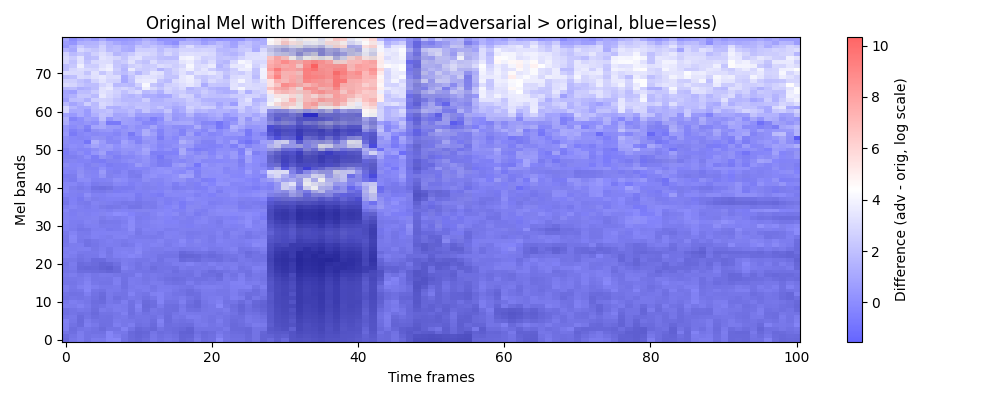 Original Mel with Differences (red=adversarial > original, blue=less)
Mel bands
70
60
50
40
30
20
10
0
0 20 40 60 80 100
Time frames
10
8
6
4
2
0
Difference (adv - orig, log scale)